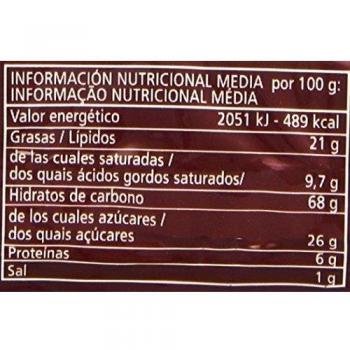 INFORMACIÓN NUTRICIONAL MEDIA por 100 g:
INFORMAÇÃO NUTRICIONAL MÉDIA
Valor energético 2051 kJ - 489 kcal
Grasas / Lípidos 21 g
de las cuales saturadas /
dos quais ácidos gordos saturados/ 9,7 g
Hidratos de carbono 68 g
de los cuales azúcares /
dos quais açúcares 26 g
Proteínas 6 g
Sal 1 g